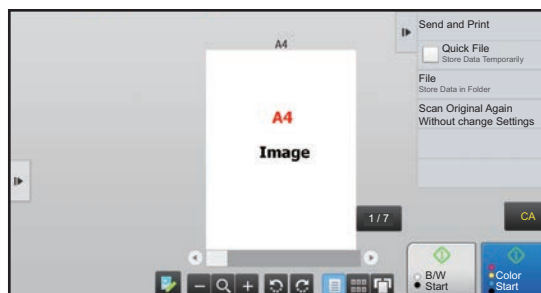 A4
A4
Image
1 / 7
Send and Print
Quick File
Store Data Temporarily
File
Store Data in Folder
Scan Original Again
Without change Settings
CA
B/W
Start
Color
Start